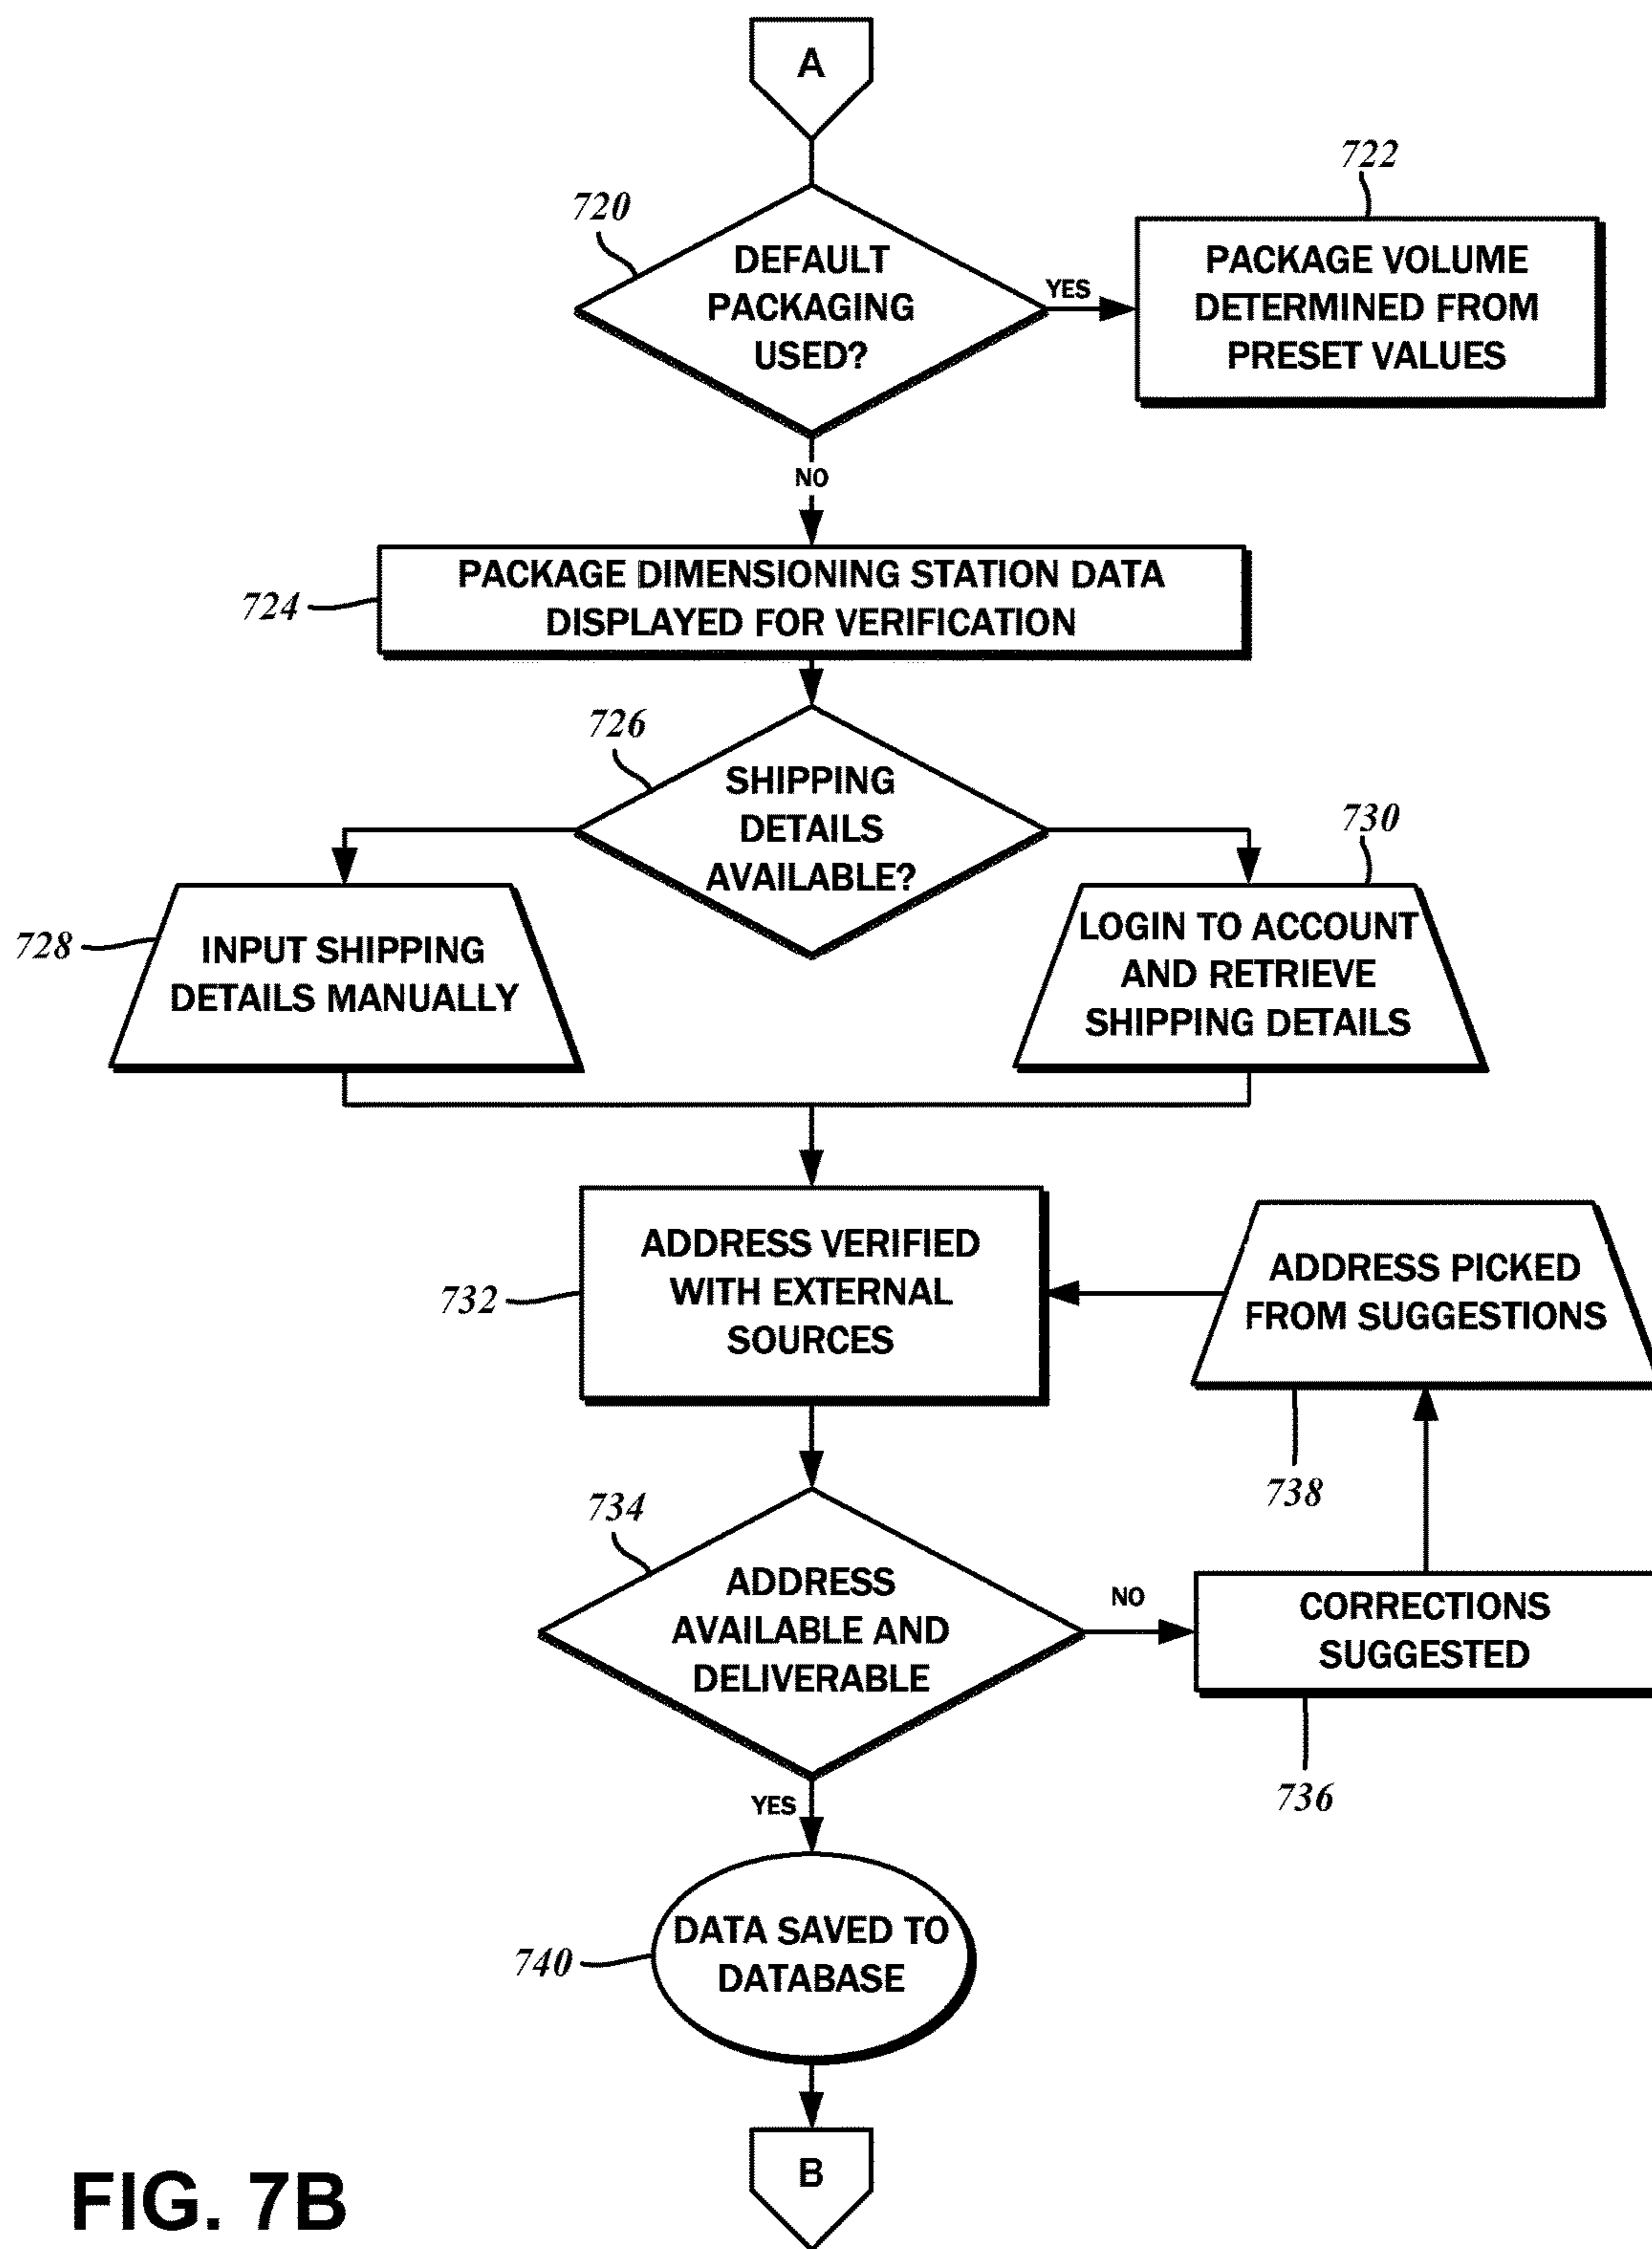 A
720
DEFAULT
PACKAGING
USED?
YES
722
PACKAGE VOLUME
DETERMINED FROM
PRESET VALUES
NO
724
PACKAGE DIMENSIONING STATION DATA
DISPLAYED FOR VERIFICATION
726
SHIPPING
DETAILS
AVAILABLE?
728
INPUT SHIPPING
DETAILS MANUALLY
730
LOGIN TO ACCOUNT
AND RETRIEVE
SHIPPING DETAILS
732
ADDRESS VERIFIED
WITH EXTERNAL
SOURCES
ADDRESS PICKED
FROM SUGGESTIONS
738
734
ADDRESS
AVAILABLE AND
DELIVERABLE
NO
CORRECTIONS
SUGGESTED
736
YES
740
DATA SAVED TO
DATABASE
B
FIG. 7B